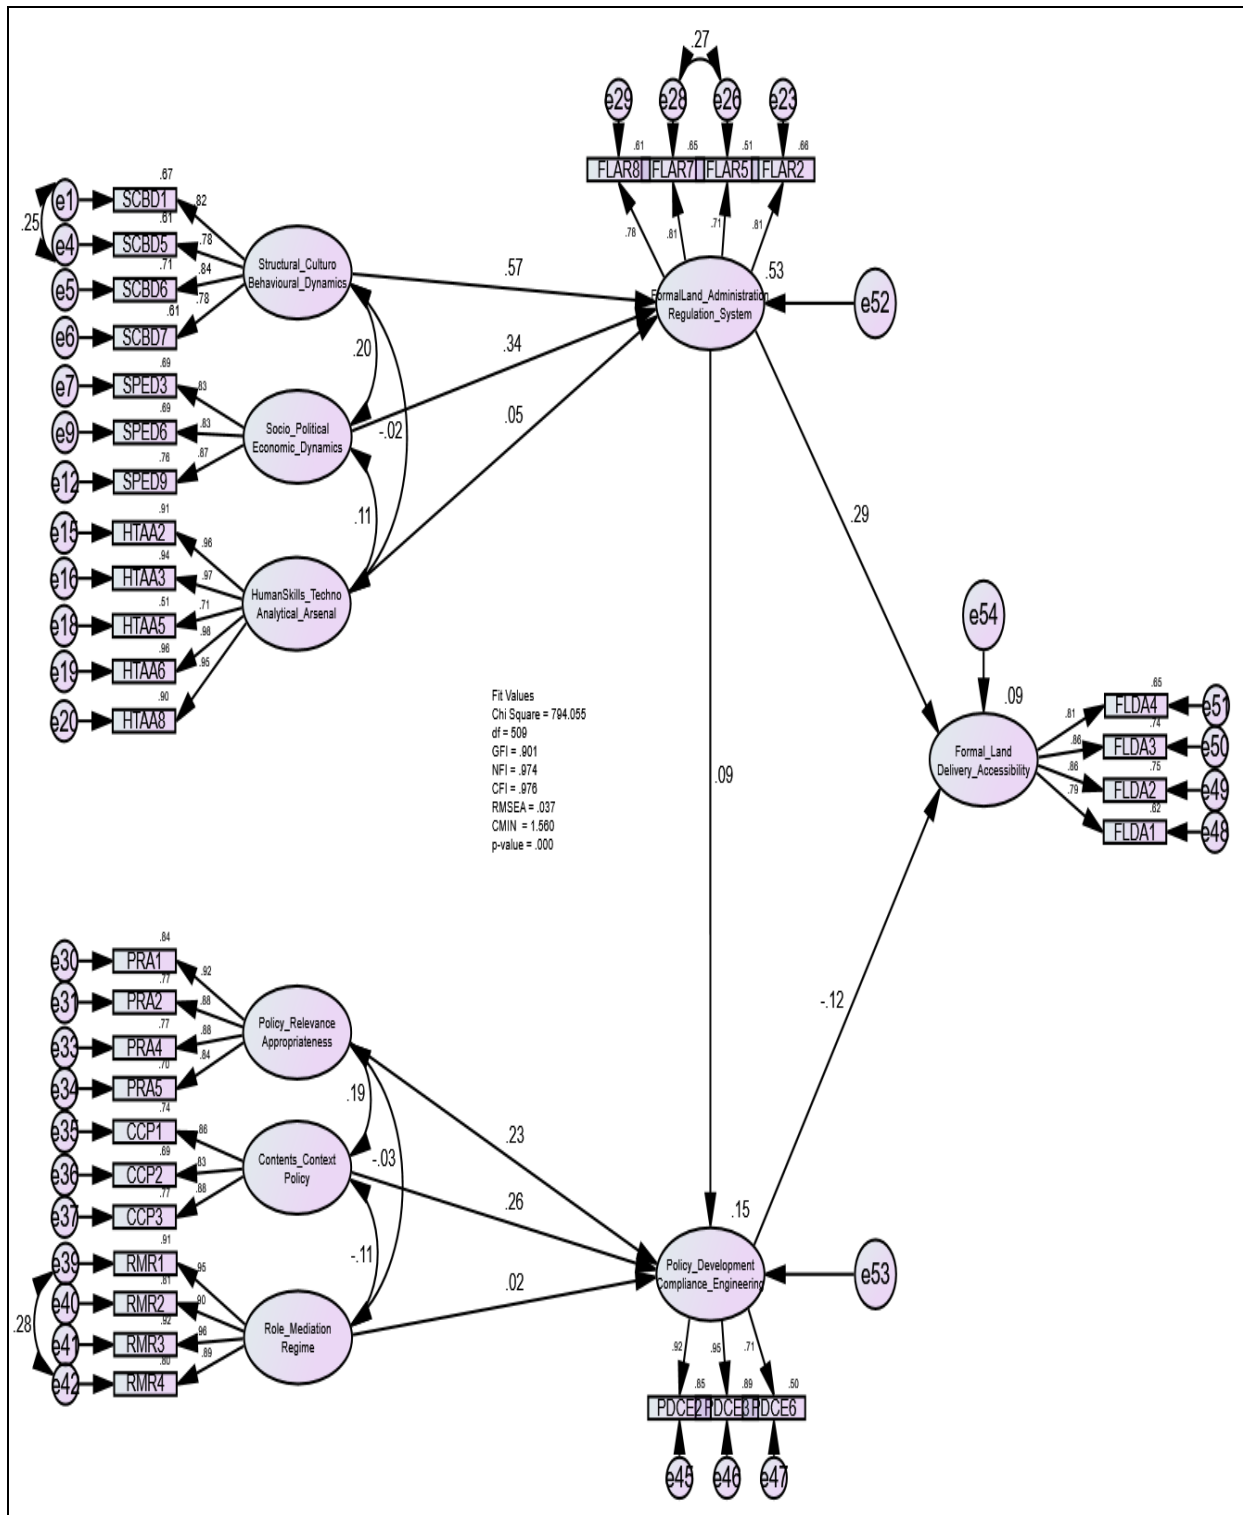 .27
e29 e28 e26 e23
.61 .65 .51 .66
FLAR8 FLAR7 FLAR5 FLAR2
.78 .81 .71 .81
.67
e1 SCBD1 .82
.25
.61
e4 SCBD5 .78
.71
e5 SCBD6 .84
.61
e6 SCBD7 .78
Structural_Culturo
Behavioural_Dynamics
.57
.53
FormalLand_Administration
Regulation_System
e52
.20
.34
.69
e7 SPED3 .83
.69
e9 SPED6 .83
.76
e12 SPED9 .87
Socio_Political
Economic_Dynamics
-.02
.05
.11
.91
e15 HTAA2 .96
.94
e16 HTAA3 .97
.51
e18 HTAA5 .71
.96
e19 HTAA6 .98
.90
e20 HTAA8 .95
HumanSkills_Techno
Analytical_Arsenal
.29
e54
Fit Values
Chi Square = 794.055
df = 509
GFI = .901
NFI = .974
CFI = .976
RMSEA = .037
CMIN = 1.560
p-value = .000
.09
.09
Formal_Land
Delivery_Accessibility
.65
.81 FLDA4 e51
.74
.86 FLDA3 e50
.75
.86 FLDA2 e49
.62
.79 FLDA1 e48
-.12
.84
e30 PRA1 .92
.77
e31 PRA2 .88
.77
e33 PRA4 .88
.70
e34 PRA5 .84
Policy_Relevance
Appropriateness
.19
.23
.74
e35 CCP1 .86
.69
e36 CCP2 .83
.77
e37 CCP3 .88
Contents_Context
Policy
-.03
.26
-.11
.02
.91
e39 RMR1 .95
.81
e40 RMR2 .90
.28
.92
e41 RMR3 .96
.80
e42 RMR4 .89
Role_Mediation
Regime
.15
Policy_Development
Compliance_Engineering
e53
.92 .95 .71
.85 .89 .50
PDCE2 PDCE3 PDCE6
e45 e46 e47